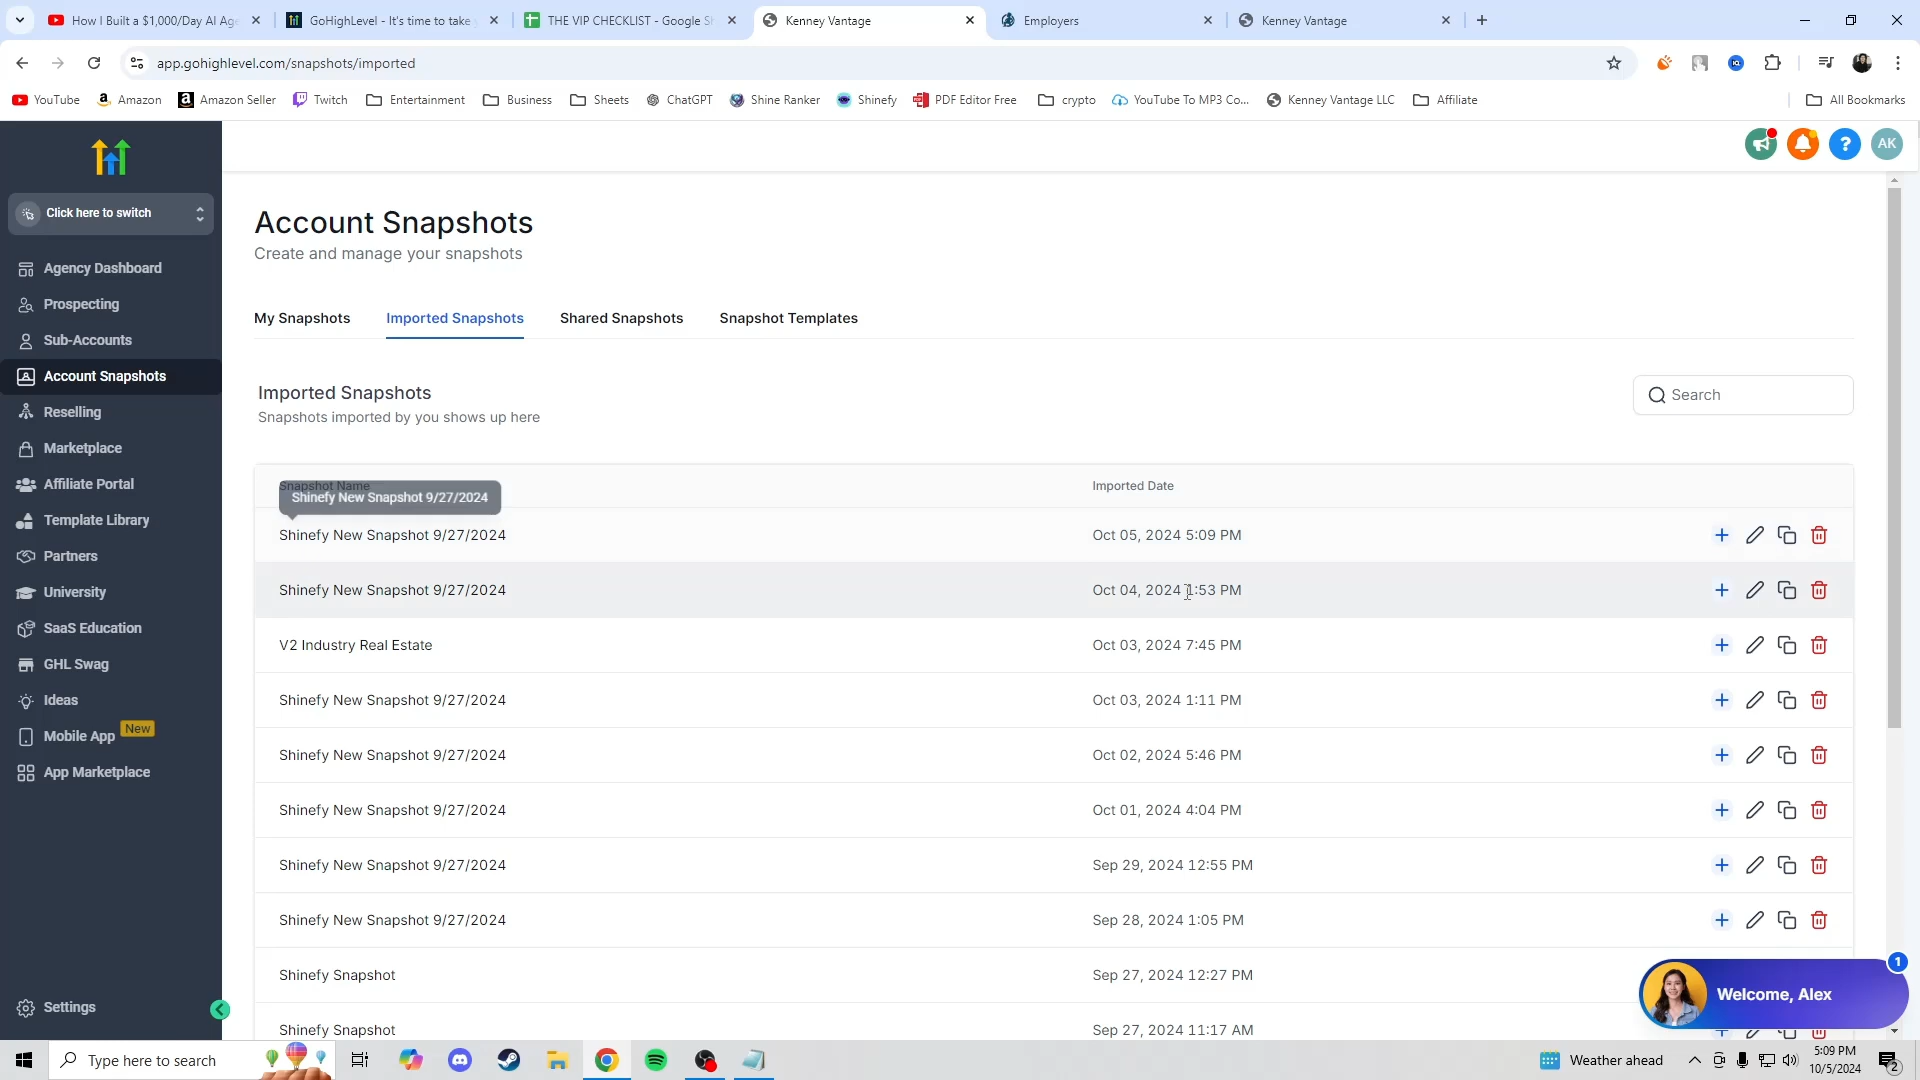 How I Built a $1,000/Day AI Age
GoHighLevel - It's time to take
THE VIP CHECKLIST - Google Sh
Kenney Vantage
Employers
Kenney Vantage
app.gohighlevel.com/snapshots/imported
YouTube
Amazon
Amazon Seller
Twitch
Entertainment
Business
Sheets
ChatGPT
Shine Ranker
Shinefy
PDF Editor Free
crypto
YouTube To MP3 Co...
Kenney Vantage LLC
Affiliate
All Bookmarks
AK
Click here to switch
Agency Dashboard
Prospecting
Sub-Accounts
Account Snapshots
Reselling
Marketplace
Affiliate Portal
Template Library
Partners
University
SaaS Education
GHL Swag
Ideas
Mobile App New
App Marketplace
Settings
Account Snapshots
Create and manage your snapshots
My Snapshots
Imported Snapshots
Shared Snapshots
Snapshot Templates
Imported Snapshots
Snapshots imported by you shows up here
Search
Snapshot Name
Imported Date
Shinefy New Snapshot 9/27/2024
Shinefy New Snapshot 9/27/2024 Oct 05, 2024 5:09 PM
Shinefy New Snapshot 9/27/2024 Oct 04, 2024 1:53 PM
V2 Industry Real Estate Oct 03, 2024 7:45 PM
Shinefy New Snapshot 9/27/2024 Oct 03, 2024 1:11 PM
Shinefy New Snapshot 9/27/2024 Oct 02, 2024 5:46 PM
Shinefy New Snapshot 9/27/2024 Oct 01, 2024 4:04 PM
Shinefy New Snapshot 9/27/2024 Sep 29, 2024 12:55 PM
Shinefy New Snapshot 9/27/2024 Sep 28, 2024 1:05 PM
Shinefy Snapshot Sep 27, 2024 12:27 PM
Shinefy Snapshot Sep 27, 2024 11:17 AM
1
Welcome, Alex
Type here to search
Weather ahead
5:09 PM
10/5/2024
2